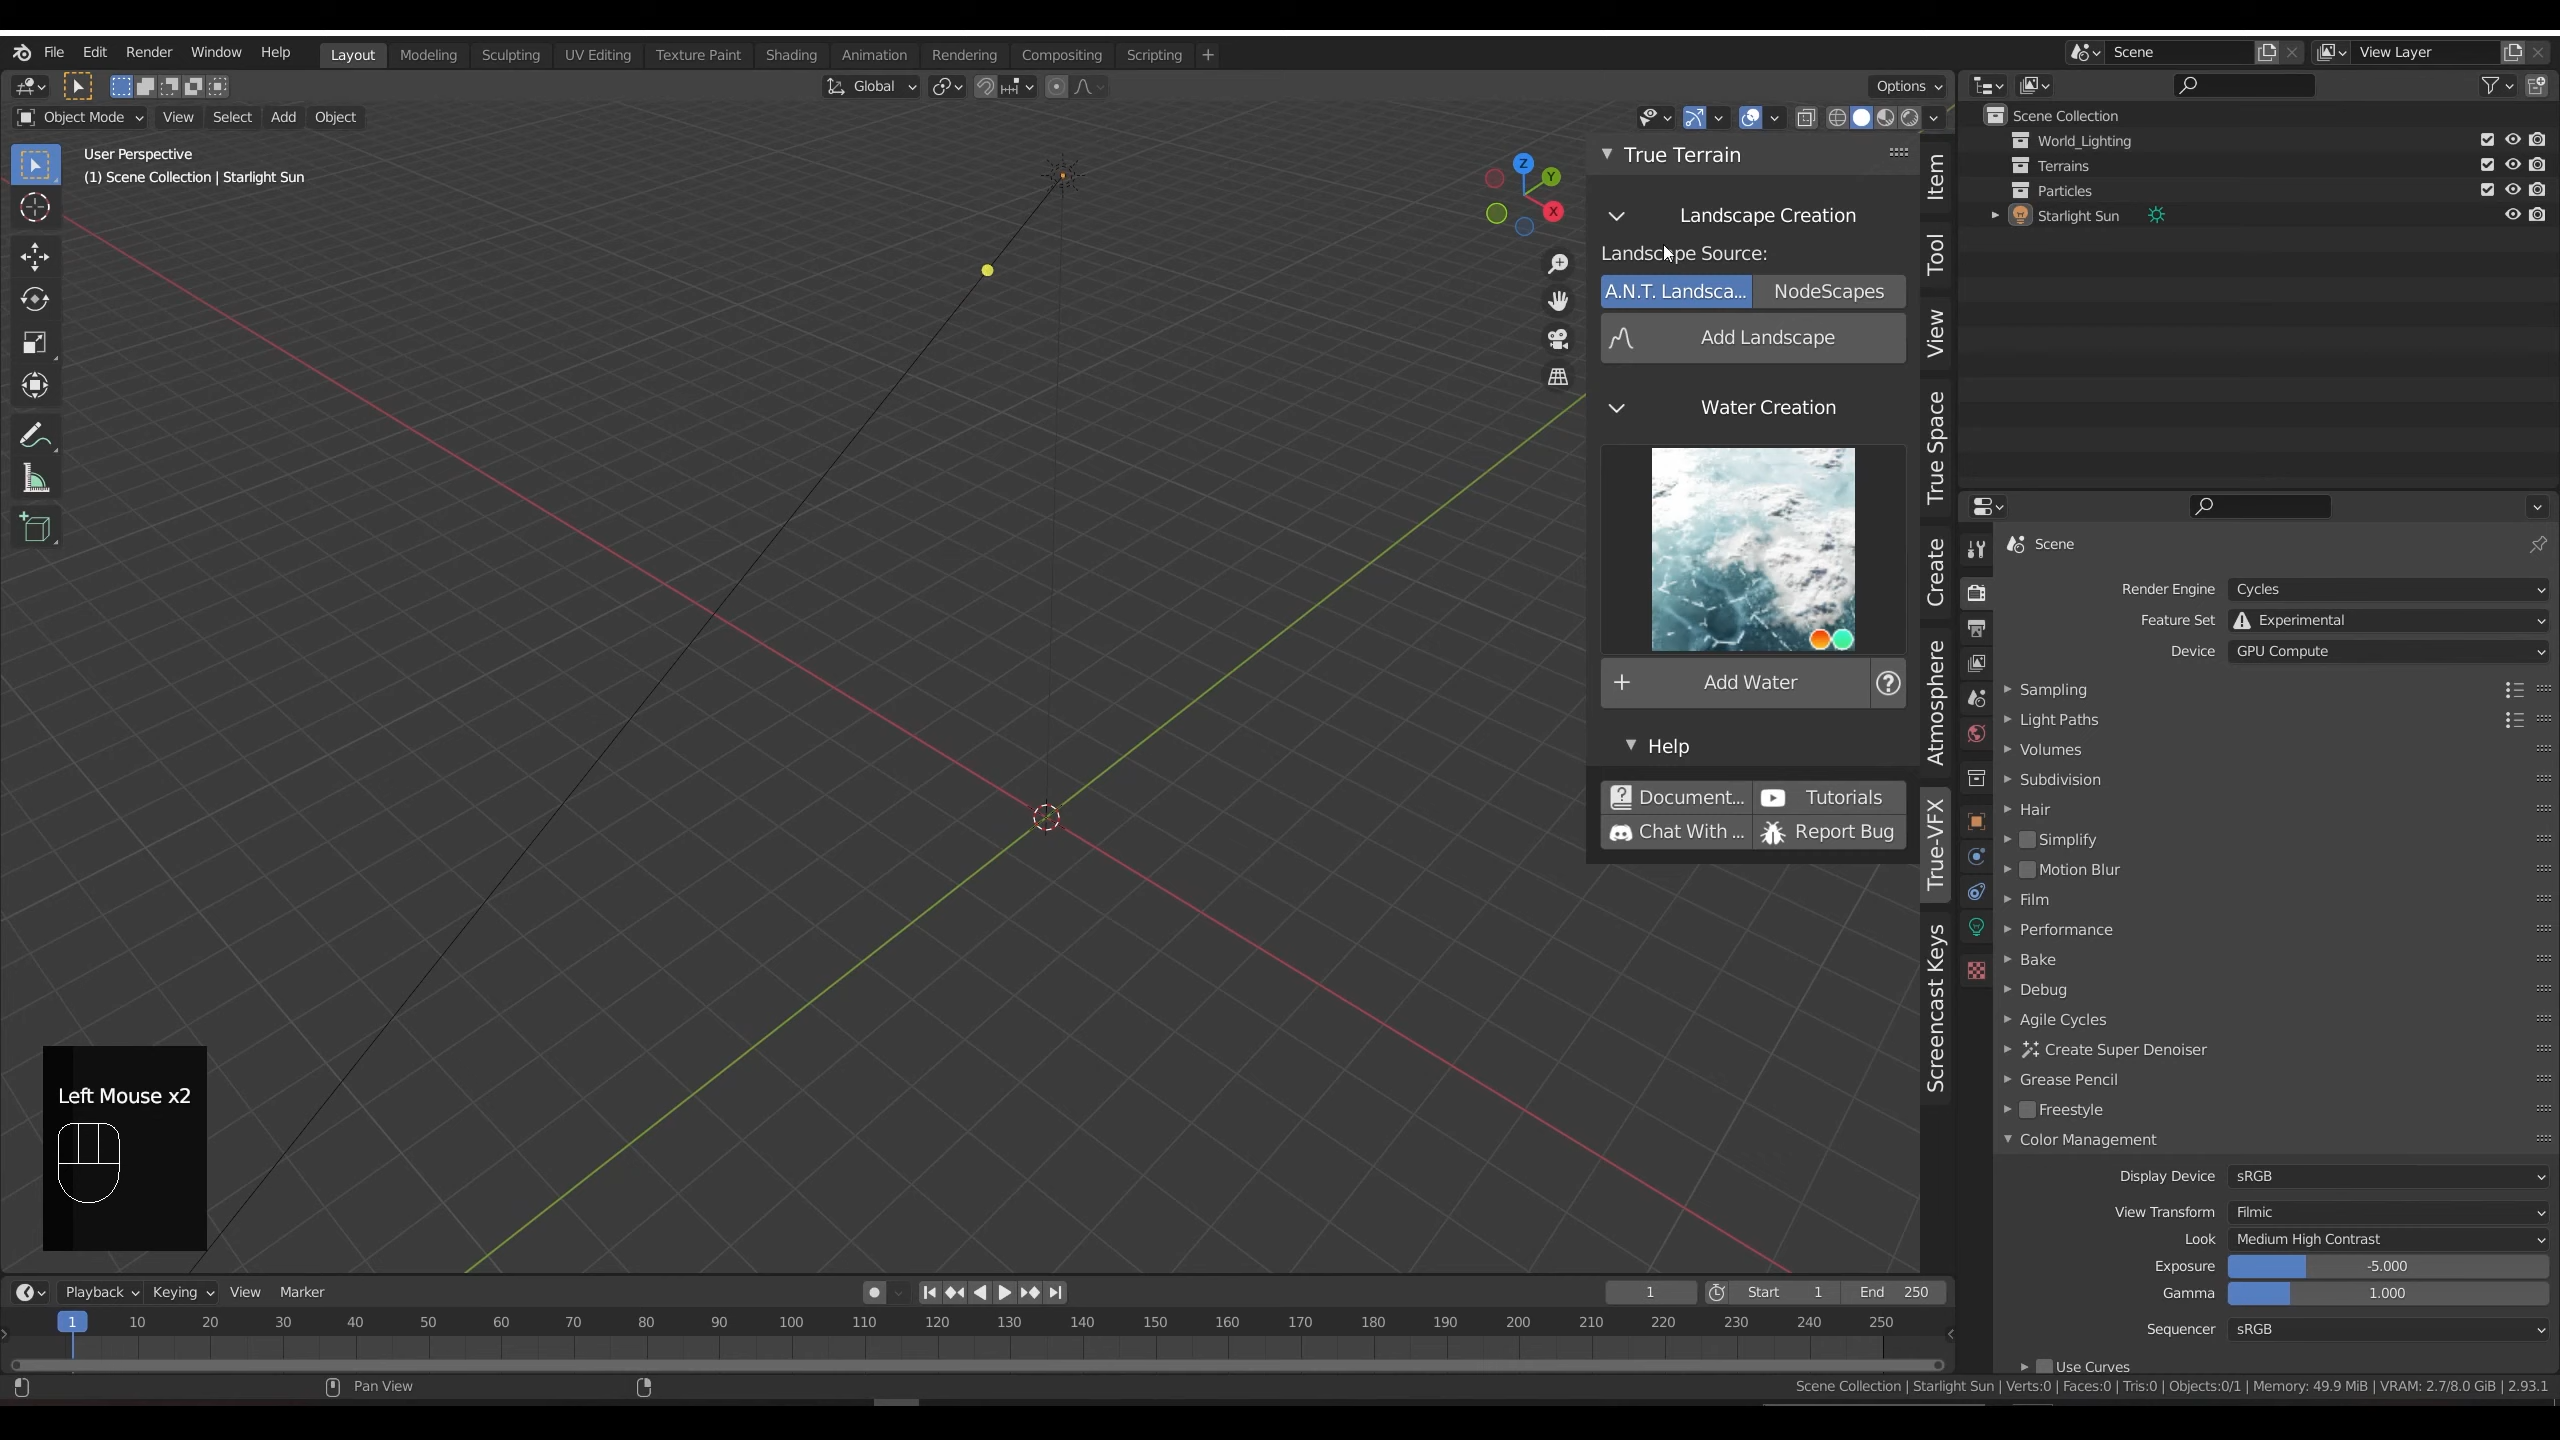 File Edit Render Window Help Layout Modeling Sculpting UV Editing Texture Paint Shading Animation Rendering Compositing Scripting +
Scene
View Layer
Global
Options
Object Mode View Select Add Object
User Perspective
(1) Scene Collection | Starlight Sun
Z
Y
X
True Terrain
Landscape Creation
Landscape Source:
A.N.T. Landsca... NodeScapes
Add Landscape
Water Creation
+ Add Water ?
Help
Document... Tutorials
Chat With ... Report Bug
Item
Tool
View
True Space
Create
Atmosphere
True-VFX
Screencast Keys
Scene Collection
World_Lighting
Terrains
Particles
Starlight Sun
Scene
Render Engine Cycles
Feature Set Experimental
Device GPU Compute
Sampling
Light Paths
Volumes
Subdivision
Hair
Simplify
Motion Blur
Film
Performance
Bake
Debug
Agile Cycles
Create Super Denoiser
Grease Pencil
Freestyle
Color Management
Display Device sRGB
View Transform Filmic
Look Medium High Contrast
Exposure -5.000
Gamma 1.000
Sequencer sRGB
Use Curves
Left Mouse x2
Playback Keying View Marker
1 Start 1 End 250
1 10 20 30 40 50 60 70 80 90 100 110 120 130 140 150 160 170 180 190 200 210 220 230 240 250
Pan View
Scene Collection | Starlight Sun | Verts:0 | Faces:0 | Tris:0 | Objects:0/1 | Memory: 49.9 MiB | VRAM: 2.7/8.0 GiB | 2.93.1